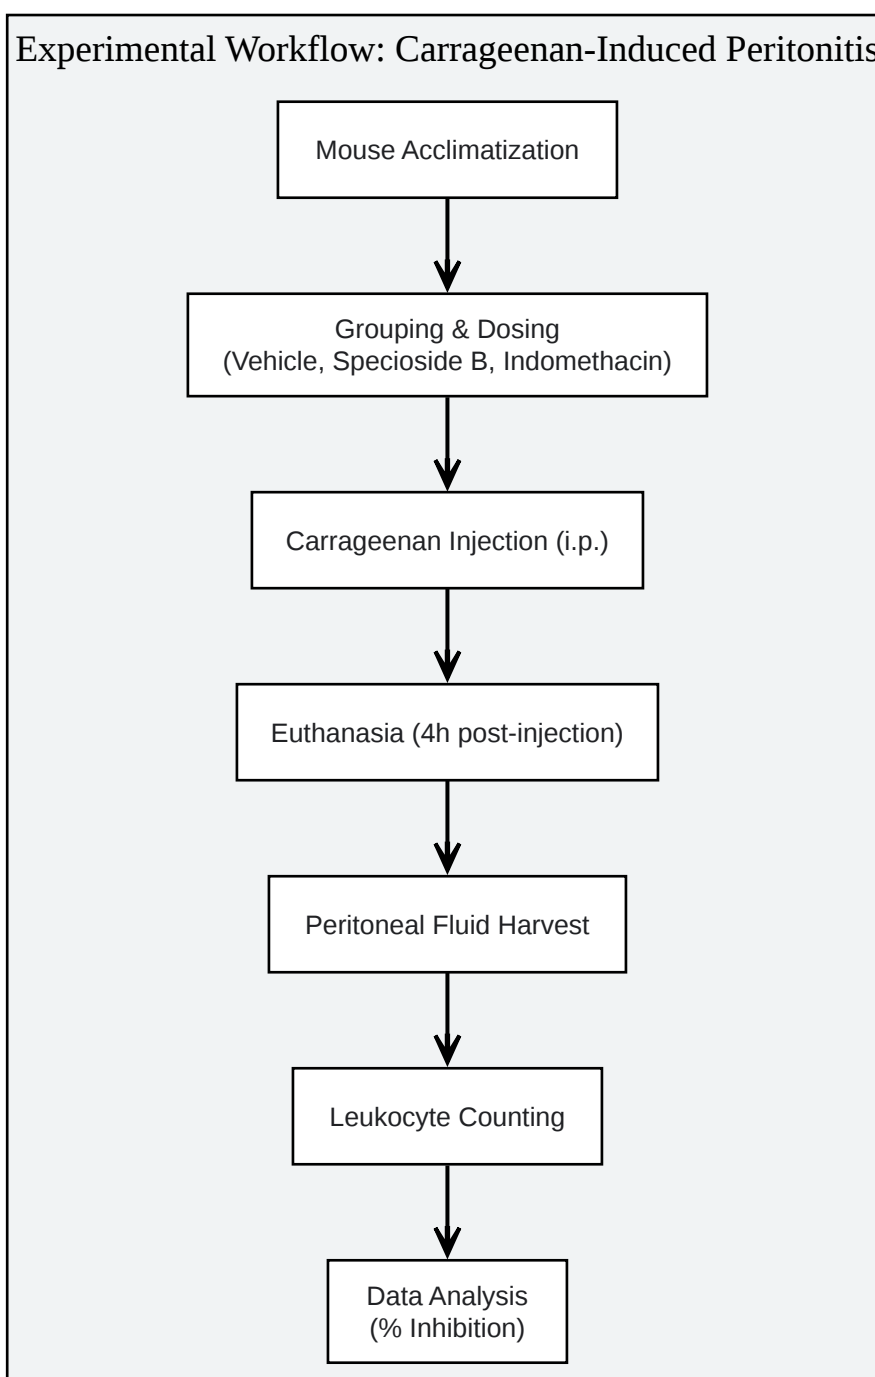 Experimental Workflow: Carrageenan-Induced Peritonitis
Mouse Acclimatization
Grouping & Dosing
(Vehicle, Specioside B, Indomethacin)
Carrageenan Injection (i.p.)
Euthanasia (4h post-injection)
Peritoneal Fluid Harvest
Leukocyte Counting
Data Analysis
(% Inhibition)